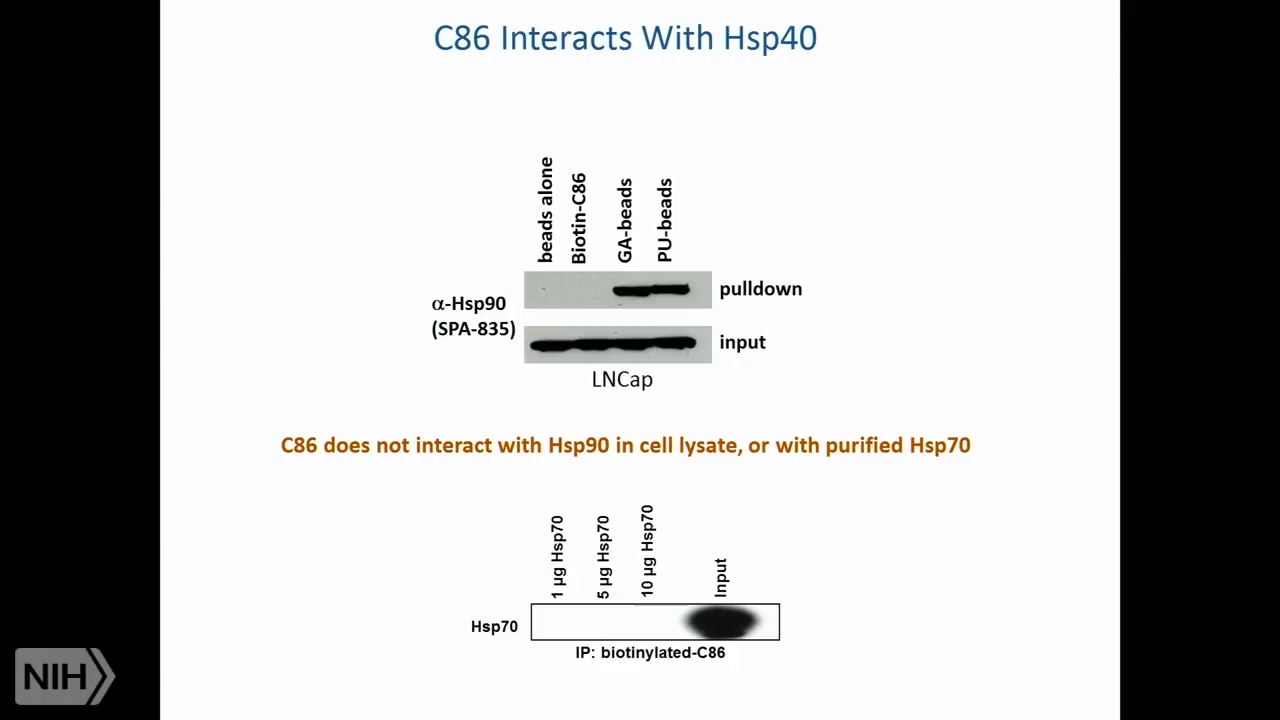 C86 Interacts With Hsp40
beads alone
Biotin-C86
GA-beads
PU-beads
α-Hsp90
(SPA-835)
pulldown
input
LNCap
C86 does not interact with Hsp90 in cell lysate, or with purified Hsp70
1 µg Hsp70
5 µg Hsp70
10 µg Hsp70
Input
Hsp70
IP: biotinylated-C86
NIH